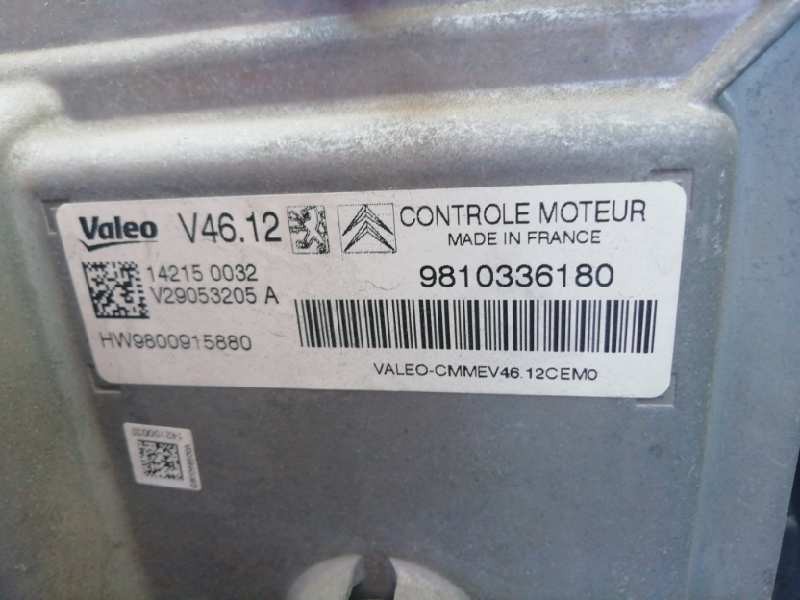 Valeo V46.12 CONTROLE MOTEUR
MADE IN FRANCE
14215 0032
V29053205 A
9810336180
HW9800915880
VALEO-CMMEV46.12CEM0